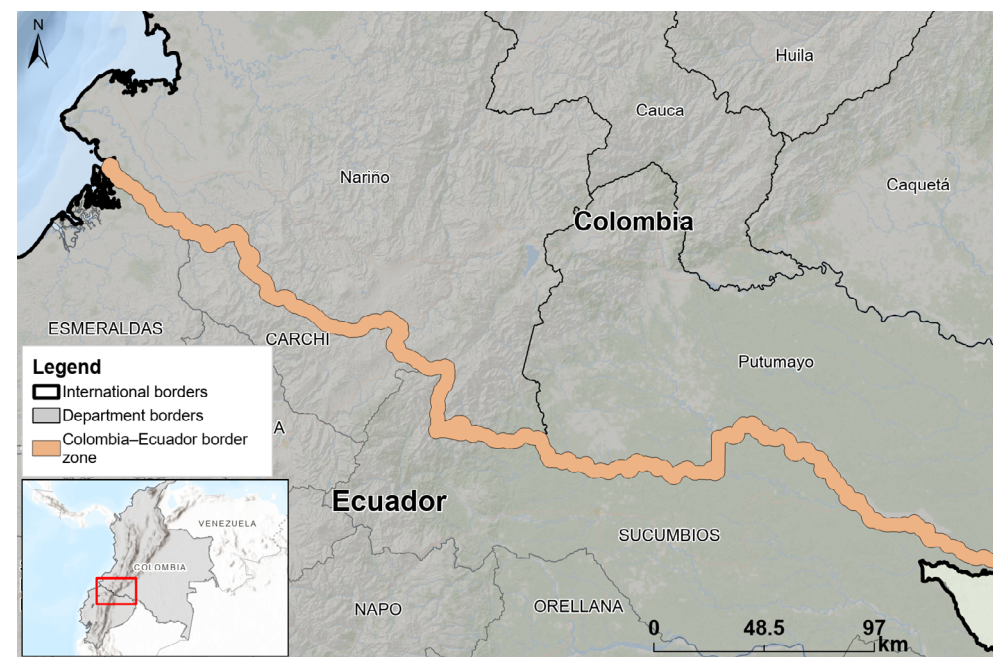 N
Huila
Cauca
Nariño
Caquetá
Colombia
ESMERALDAS
CARCHI
Putumayo
Legend
International borders
Department borders
Colombia–Ecuador border
zone
A
Ecuador
SUCUMBIOS
VENEZUELA
COLOMBIA
NAPO
ORELLANA
0 48.5 97
km